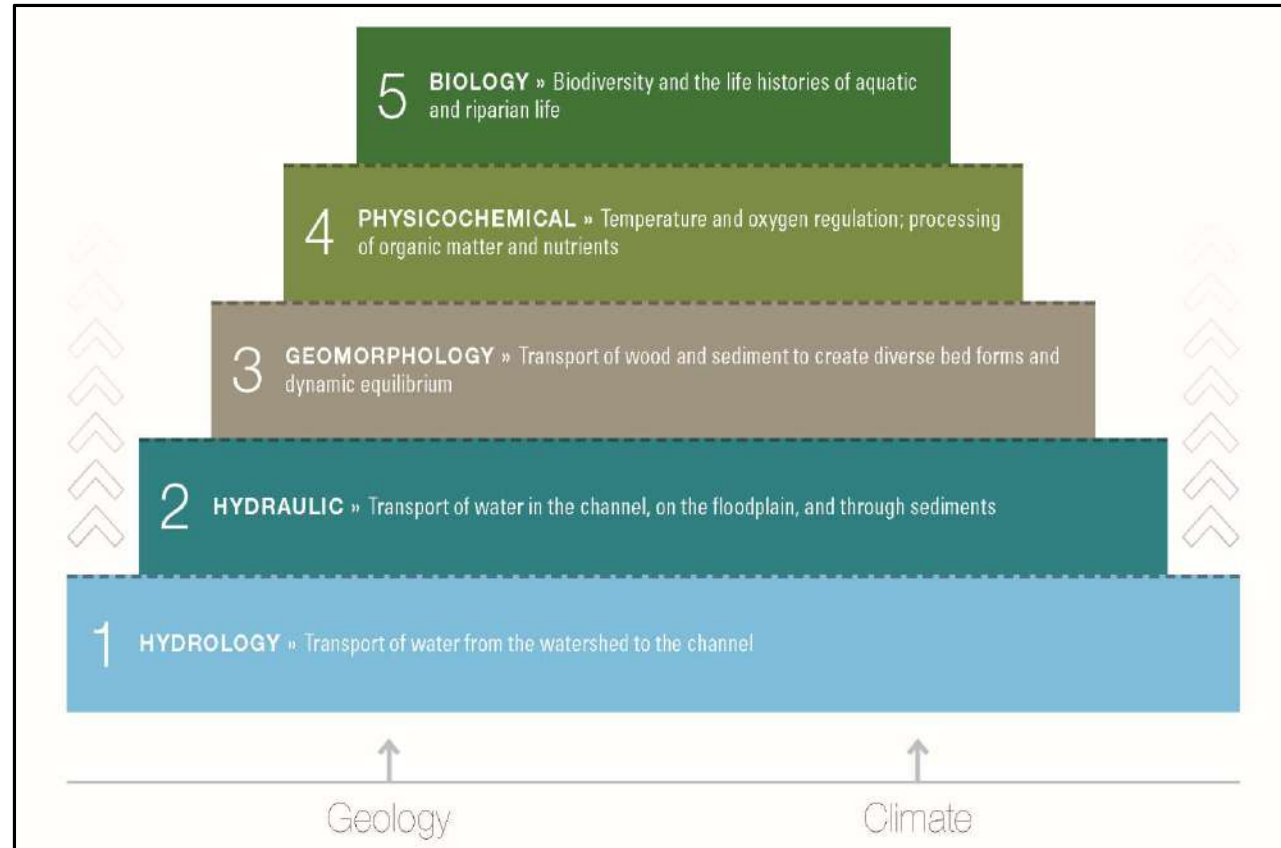 5 BIOLOGY » Biodiversity and the life histories of aquatic
and riparian life
4 PHYSICOCHEMICAL » Temperature and oxygen regulation; processing
of organic matter and nutrients
3 GEOMORPHOLOGY » Transport of wood and sediment to create diverse bed forms and
dynamic equilibrium
2 HYDRAULIC » Transport of water in the channel, on the floodplain, and through sediments
1 HYDROLOGY » Transport of water from the watershed to the channel
Geology Climate